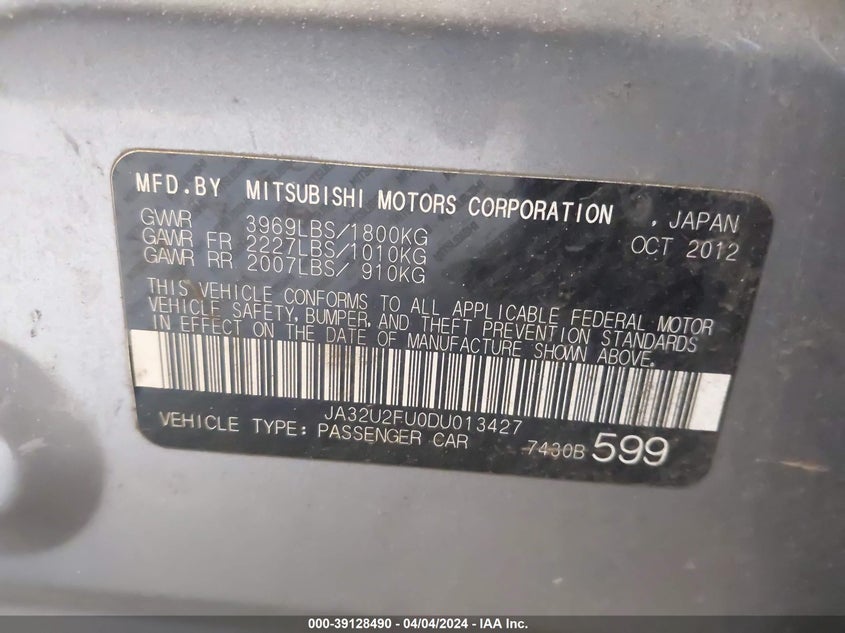 MFD.BY MITSUBISHI MOTORS CORPORATION , JAPAN
GVWR 3969LBS/1800KG OCT 2012
GAWR FR 2227LBS/1010KG
GAWR RR 2007LBS/ 910KG
THIS VEHICLE CONFORMS TO ALL APPLICABLE FEDERAL MOTOR
VEHICLE SAFETY, BUMPER, AND THEFT PREVENTION STANDARDS
IN EFFECT ON THE DATE OF MANUFACTURE SHOWN ABOVE.
JA32U2FU0DU013427
VEHICLE TYPE: PASSENGER CAR 7430B 599
000-39128490 - 04/04/2024 - IAA Inc.